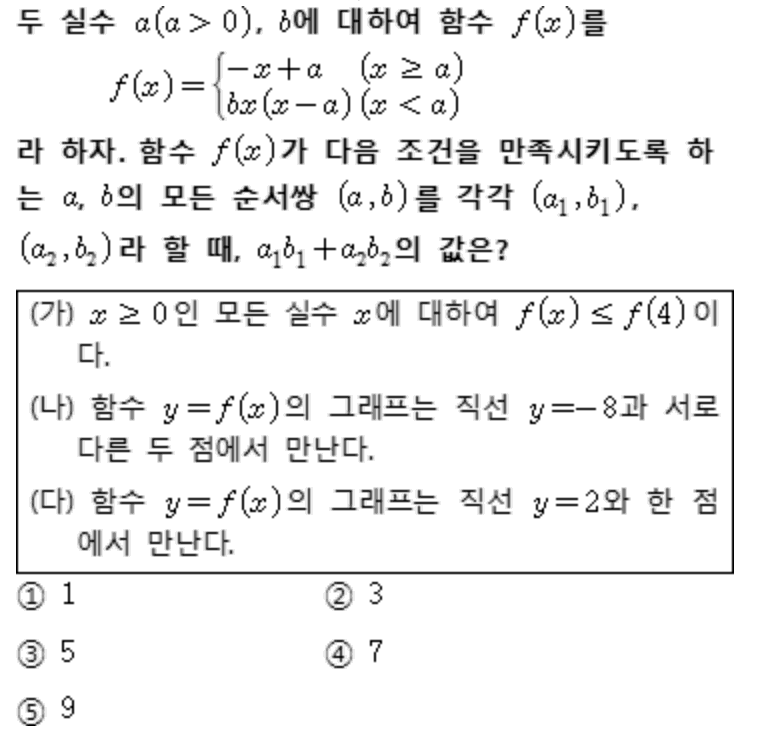 두 실수 a(a > 0), b에 대하여 함수 f(x)를
f(x) = { -x+a (x ≥ a)
bx(x-a) (x < a)
라 하자. 함수 f(x)가 다음 조건을 만족시키도록 하
는 a, b의 모든 순서쌍 (a,b)를 각각 (a₁,b₁),
(a₂,b₂)라 할 때, a₁b₁+a₂b₂의 값은?
(가) x ≥ 0인 모든 실수 x에 대하여 f(x) ≤ f(4)이
다.
(나) 함수 y=f(x)의 그래프는 직선 y=-8과 서로
다른 두 점에서 만난다.
(다) 함수 y=f(x)의 그래프는 직선 y=2와 한 점
에서 만난다.
① 1 ② 3
③ 5 ④ 7
⑤ 9